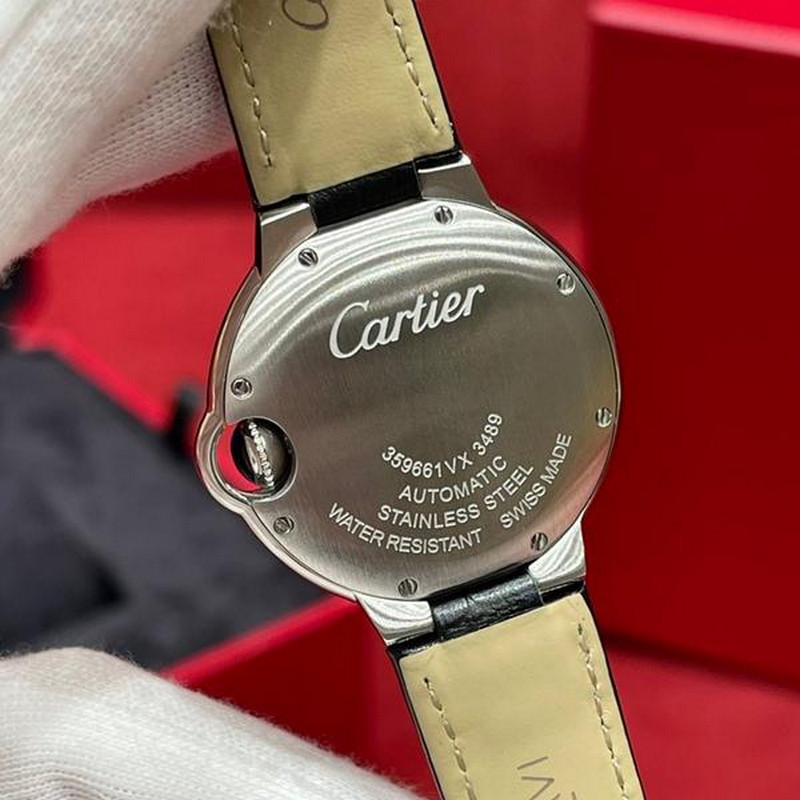 Cartier
359661VX 3489
AUTOMATIC
STAINLESS STEEL
WATER RESISTANT SWISS MADE